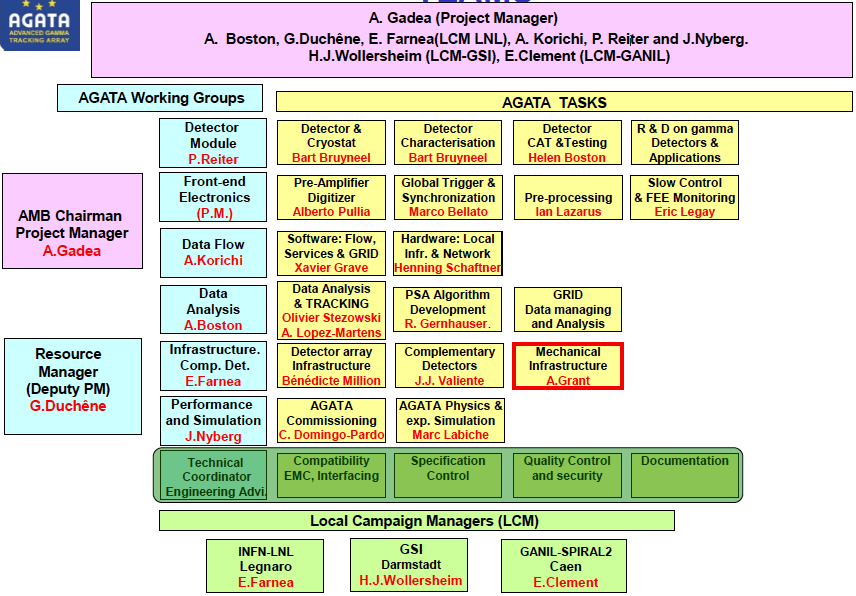 TEAMS
AGATA
ADVANCED GAMMA
TRACKING ARRAY
A. Gadea (Project Manager)
A. Boston, G.Duchêne, E. Farnea(LCM LNL), A. Korichi, P. Reiter and J.Nyberg.
H.J.Wollersheim (LCM-GSI), E.Clement (LCM-GANIL)
AGATA Working Groups
AGATA TASKS
Detector
Module
P.Reiter
Detector &
Cryostat
Bart Bruyneel
Detector
Characterisation
Bart Bruyneel
Detector
CAT &Testing
Helen Boston
R & D on gamma
Detectors &
Applications
AMB Chairman
Project Manager
A.Gadea
Front-end
Electronics
(P.M.)
Pre-Amplifier
Digitizer
Alberto Pullia
Global Trigger &
Synchronization
Marco Bellato
Pre-processing
Ian Lazarus
Slow Control
& FEE Monitoring
Eric Legay
Data Flow
A.Korichi
Software: Flow,
Services & GRID
Xavier Grave
Hardware: Local
Infr. & Network
Henning Schaftner
Data
Analysis
A.Boston
Data Analysis
& TRACKING
Olivier Stezowski
A. Lopez-Martens
PSA Algorithm
Development
R. Gernhauser.
GRID
Data managing
and Analysis
Resource
Manager
(Deputy PM)
G.Duchêne
Infrastructure.
Comp. Det.
E.Farnea
Detector array
Infrastructure
Bénédicte Million
Complementary
Detectors
J.J. Valiente
Mechanical
Infrastructure
A.Grant
Performance
and Simulation
J.Nyberg
AGATA
Commissioning
C. Domingo-Pardo
AGATA Physics &
exp. Simulation
Marc Labiche
Technical
Coordinator
Engineering Advi.
Compatibility
EMC, Interfacing
Specification
Control
Quality Control
and security
Documentation
Local Campaign Managers (LCM)
INFN-LNL
Legnaro
E.Farnea
GSI
Darmstadt
H.J.Wollersheim
GANIL-SPIRAL2
Caen
E.Clement